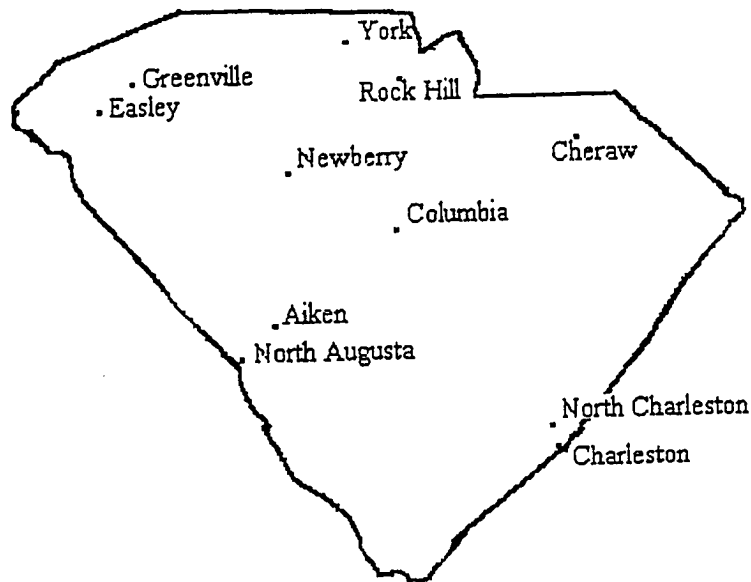 York
Greenville
Rock Hill
Easley
Newberry
Cheraw
Columbia
Aiken
North Augusta
North Charleston
Charleston